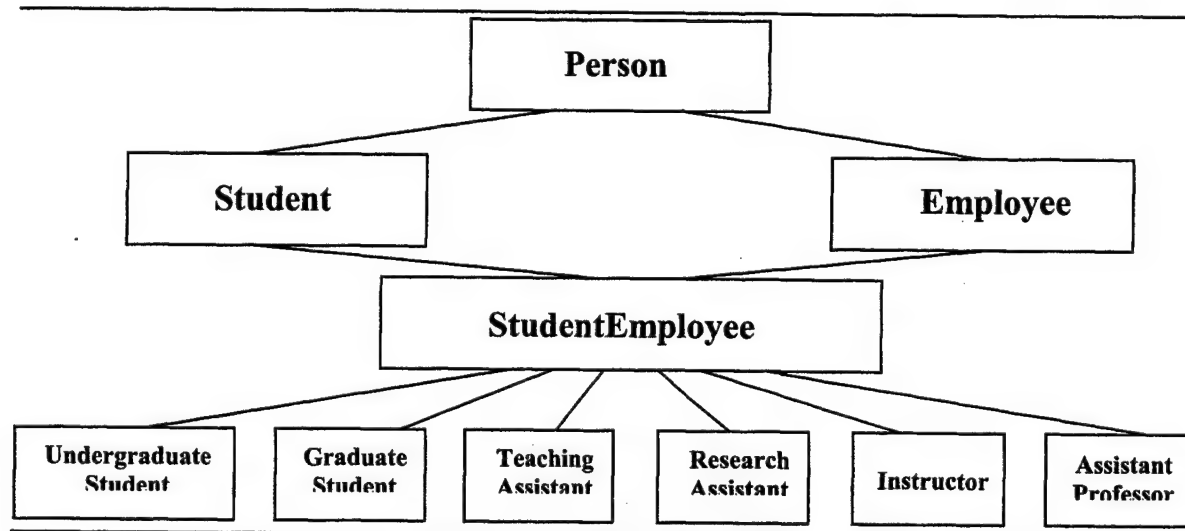 Person
Student
Employee
StudentEmployee
Undergraduate
Student
Graduate
Student
Teaching
Assistant
Research
Assistant
Instructor
Assistant
Professor